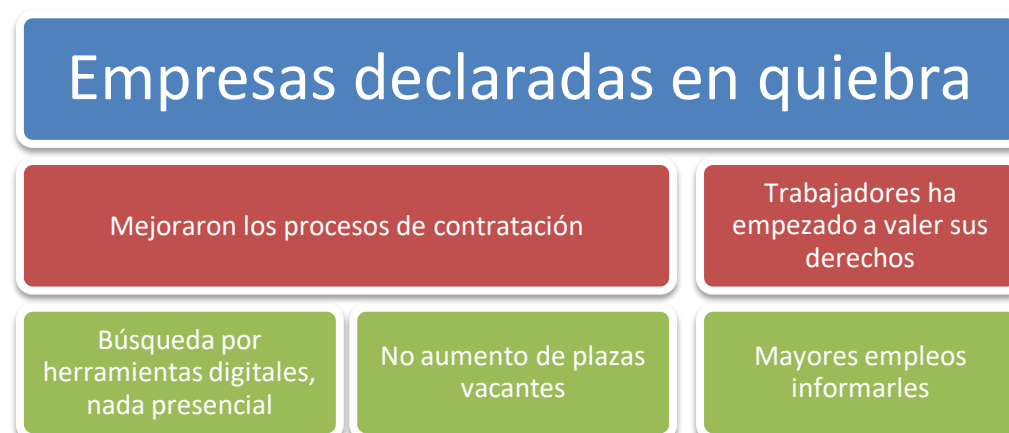 Empresas declaradas en quiebra
Mejoraron los procesos de contratación
Trabajadores ha
empezado a valer sus
derechos
Búsqueda por
herramientas digitales,
nada presencial
No aumento de plazas
vacantes
Mayores empleos
informarles